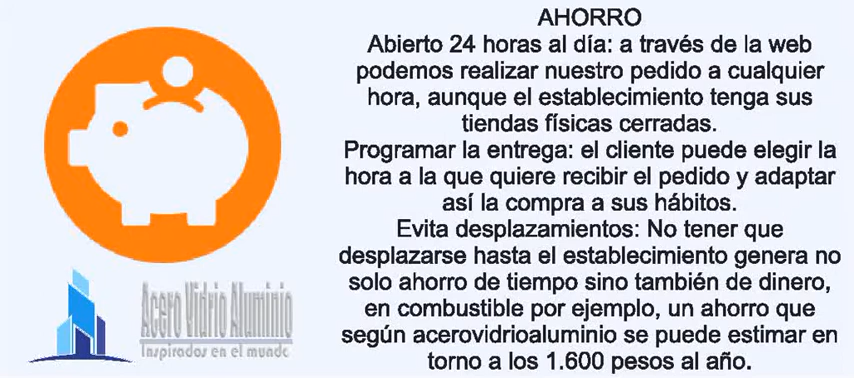 AHORRO
Abierto 24 horas al día: a través de la web
podemos realizar nuestro pedido a cualquier
hora, aunque el establecimiento tenga sus
tiendas físicas cerradas.
Programar la entrega: el cliente puede elegir la
hora a la que quiere recibir el pedido y adaptar
así la compra a sus hábitos.
Evita desplazamientos: No tener que
desplazarse hasta el establecimiento genera no
solo ahorro de tiempo sino también de dinero,
en combustible por ejemplo, un ahorro que
según acerovidrioaluminio se puede estimar en
torno a los 1.600 pesos al año.
Acero Vidrio Aluminio
Inspirados en el mundo